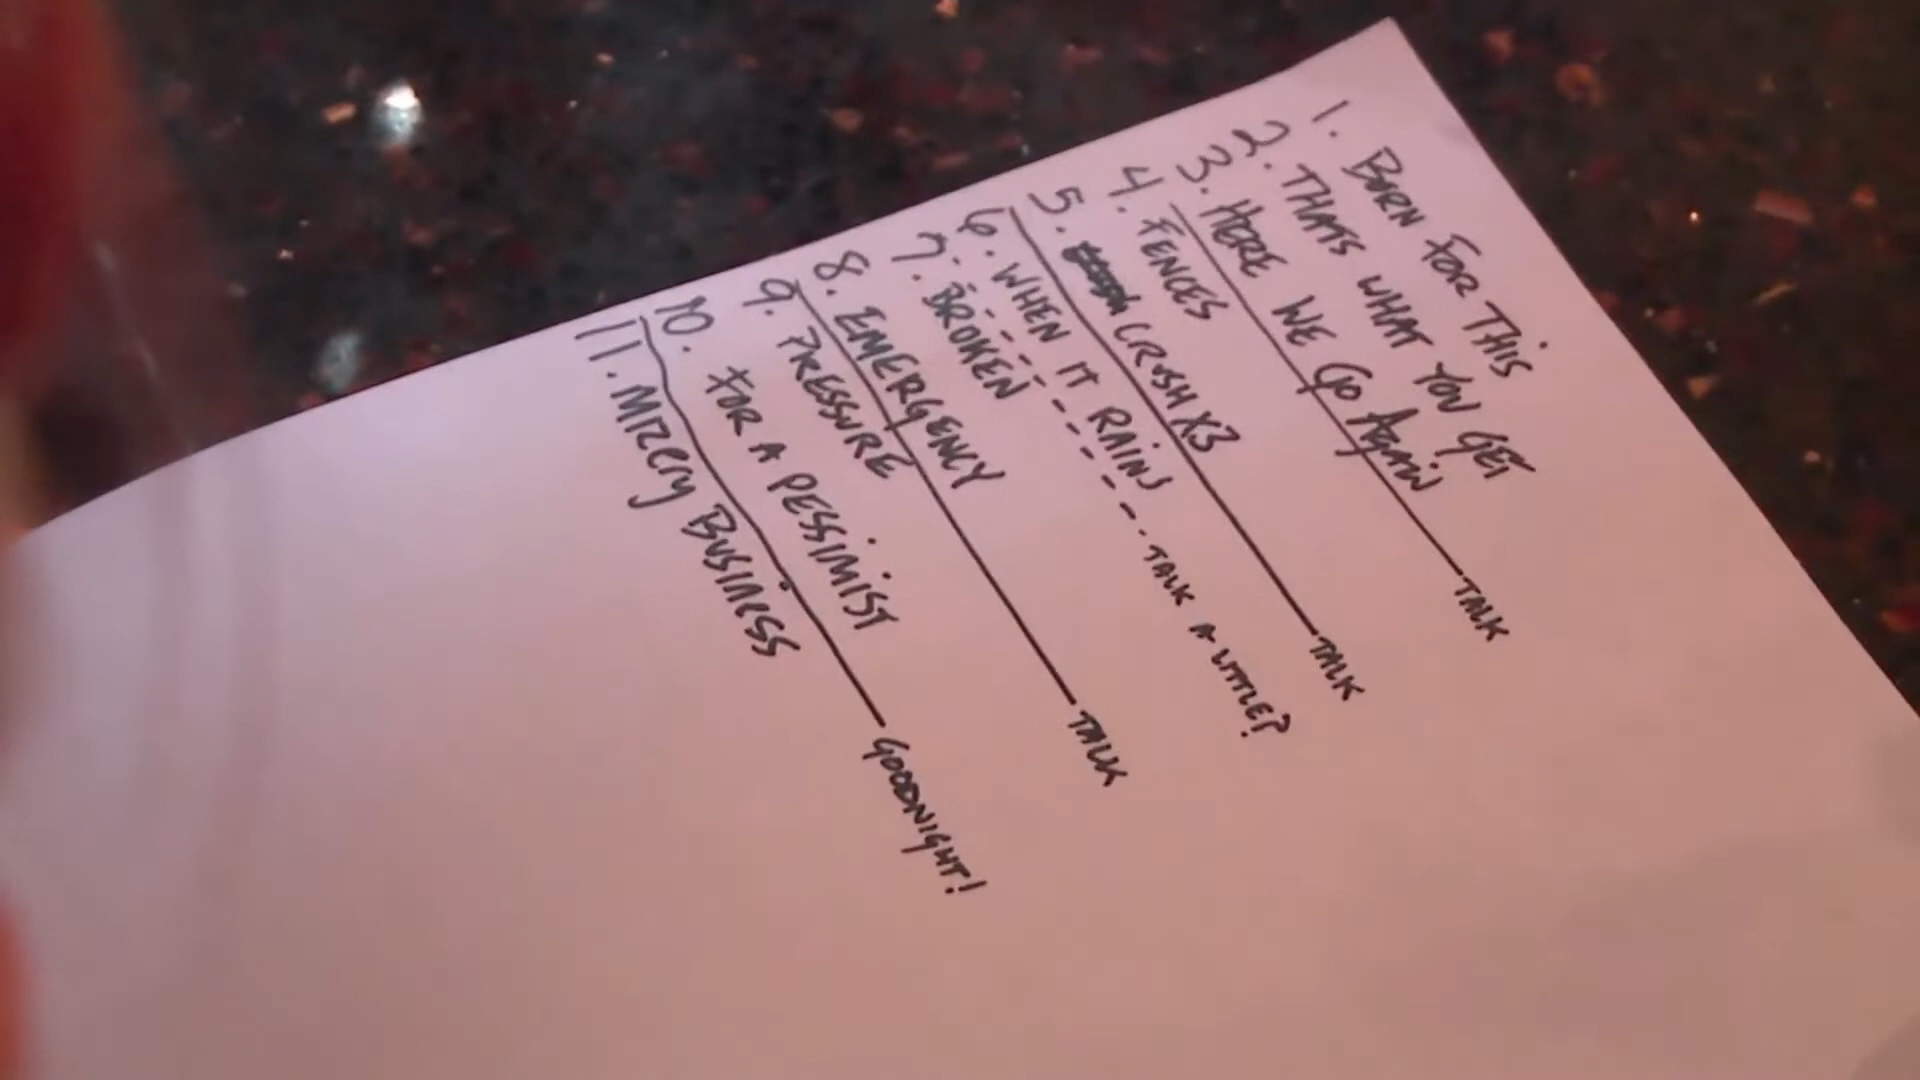 1. BORN FOR THIS
2. THATS WHAT YOU GET
3. HERE WE GO AGAIN
TALK
4. FENCES
5. CRUSH X3
TALK
6. WHEN IT RAINS
TALK A LITTLE?
7. BROKEN
8. EMERGENCY
TALK
9. PRESSURE
10. FOR A PESSIMIST
GOODNIGHT!
11. MIZERY BUSINESS